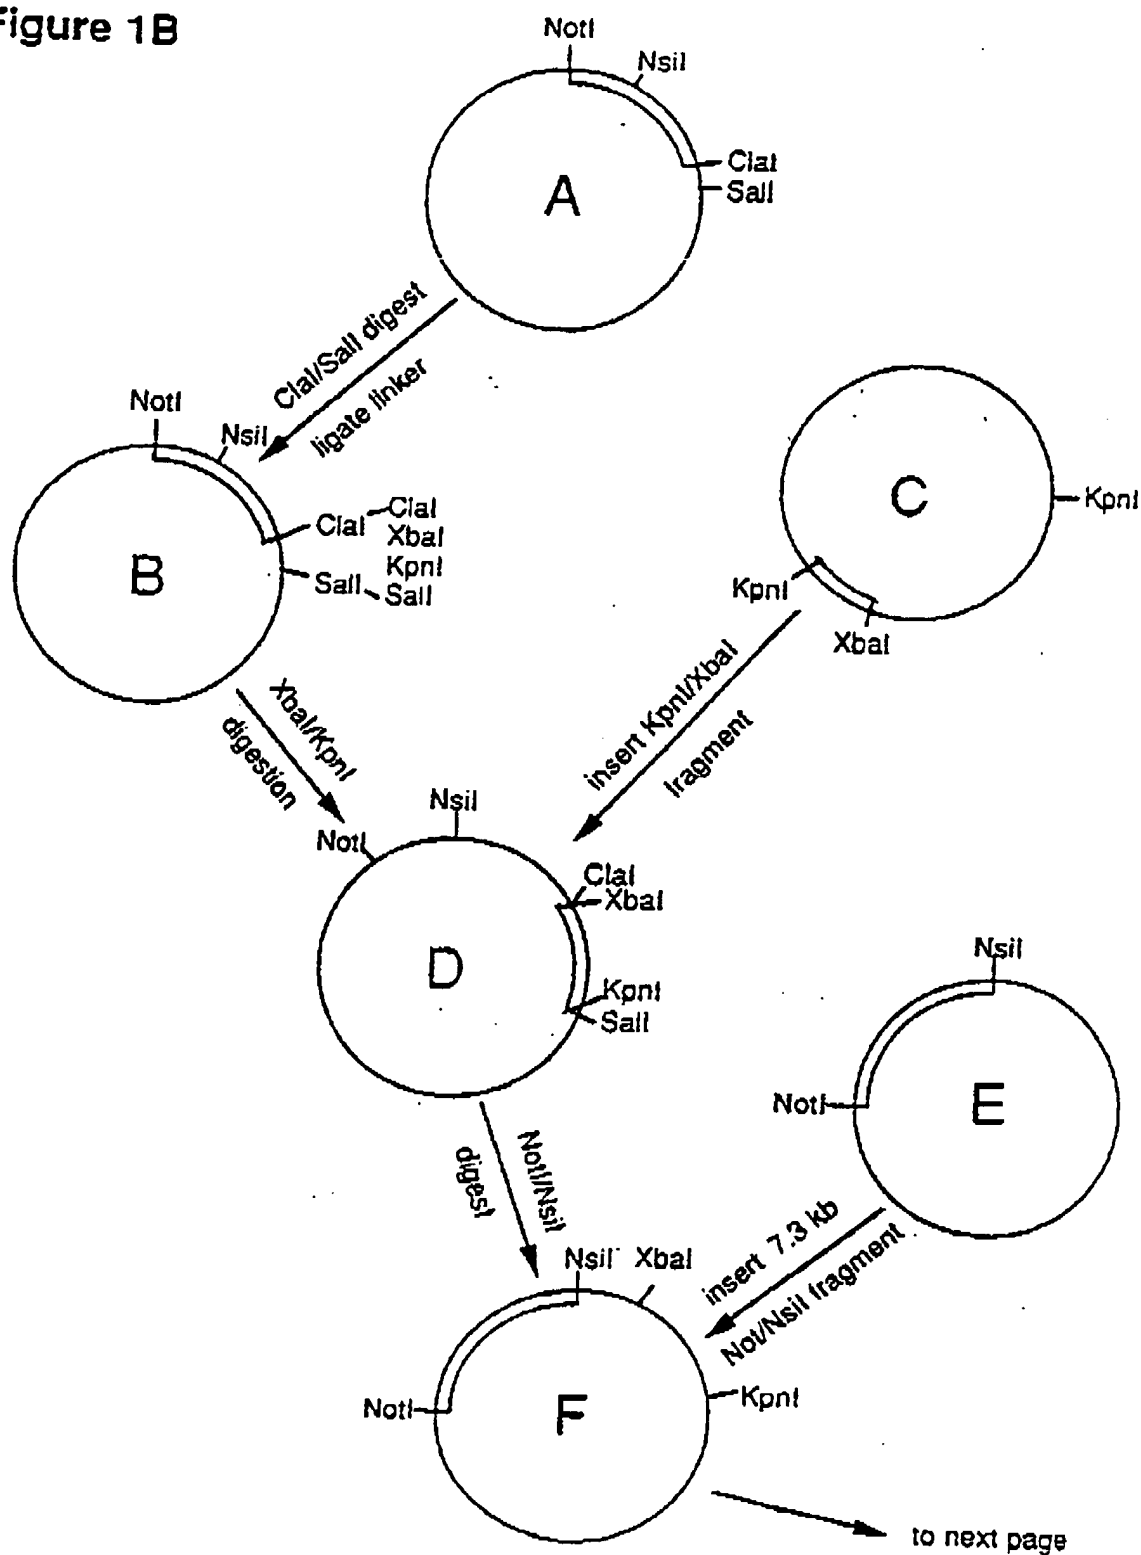 Figure 1B
NotI
NsiI
ClaI
SalI
A
ClaI/SalI digest
ligate linker
NotI
NsiI
ClaI
ClaI
XbaI
KpnI
SalI
SalI
B
C
KpnI
KpnI
XbaI
XbaI/KpnI
digestion
insert KpnI/XbaI
fragment
NsiI
NotI
ClaI
XbaI
D
KpnI
SalI
NsiI
NotI
E
NotI/NsiI
digest
insert 7.3 kb
Not/NsiI fragment
NsiI XbaI
NotI
F
KpnI
to next page